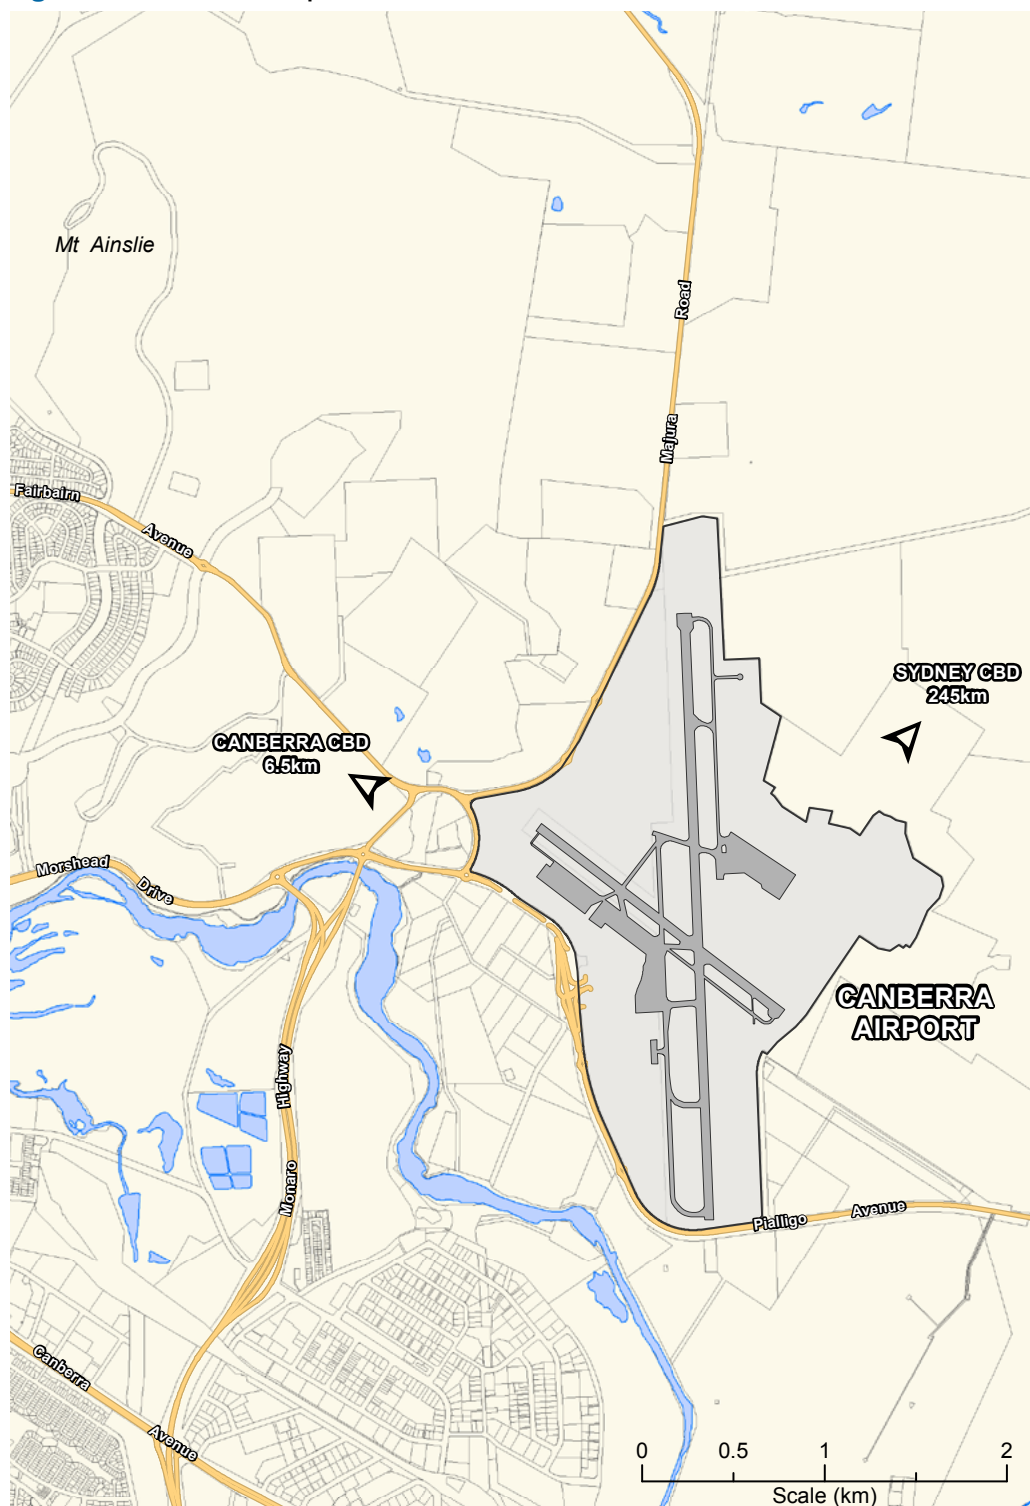 Mt Ainslie
Road
Majura
Fairbairn
Avenue
SYDNEY CBD
245km
CANBERRA CBD
6.5km
Morshead
Drive
CANBERRA
AIRPORT
Highway
Monaro
Pialligo
Avenue
Canberra
Avenue
0 0.5 1 2
Scale (km)